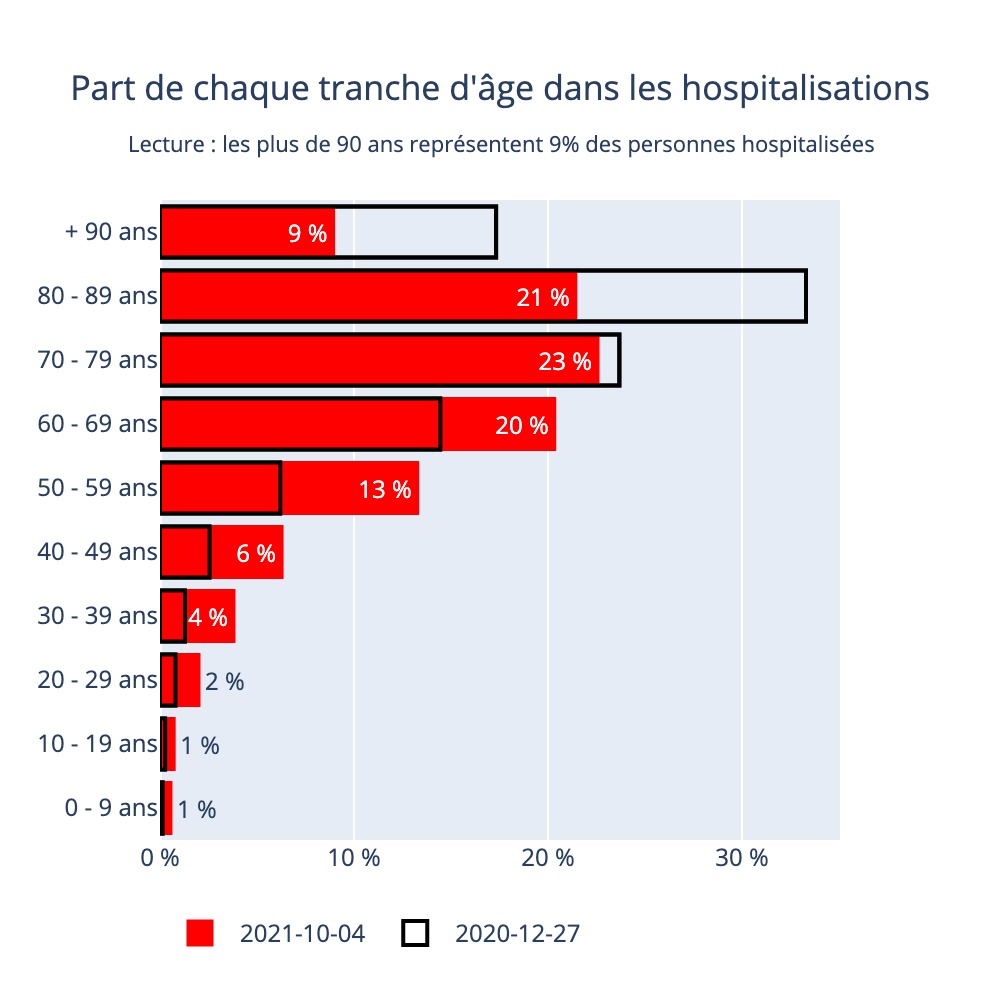 Part de chaque tranche d'âge dans les hospitalisations
Lecture : les plus de 90 ans représentent 9% des personnes hospitalisées
+ 90 ans 9 %
80 - 89 ans 21 %
70 - 79 ans 23 %
60 - 69 ans 20 %
50 - 59 ans 13 %
40 - 49 ans 6 %
30 - 39 ans 4 %
20 - 29 ans 2 %
10 - 19 ans 1 %
0 - 9 ans 1 %
0 % 10 % 20 % 30 %
2021-10-04 2020-12-27